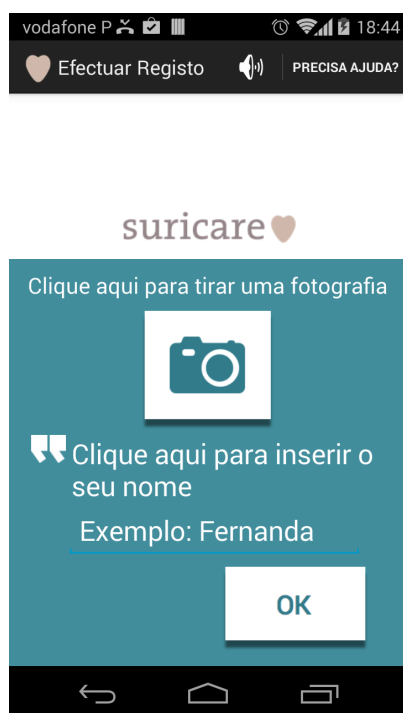 vodafone P 18:44
Efectuar Registo PRECISA AJUDA?
suricare
Clique aqui para tirar uma fotografia
Clique aqui para inserir o
seu nome
Exemplo: Fernanda
OK